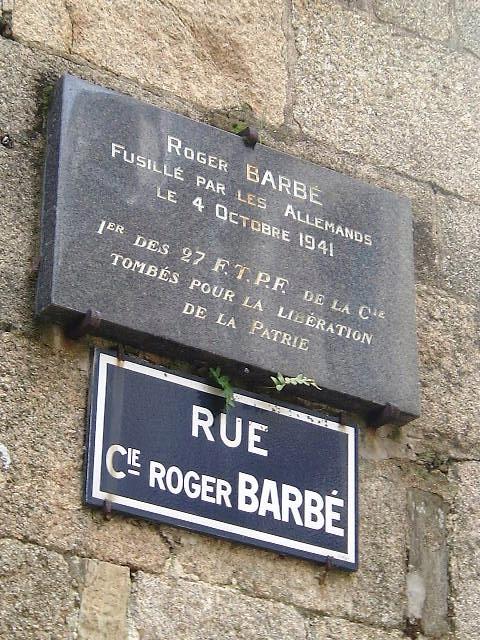 ROGER BARBÉ
FUSILLÉ PAR LES ALLEMANDS
LE 4 OCTOBRE 1941
1ER DES 27 F.T.P.F. DE LA CIE
TOMBÉS POUR LA LIBÉRATION
DE LA PATRIE
RUE
CIE ROGER BARBÉ